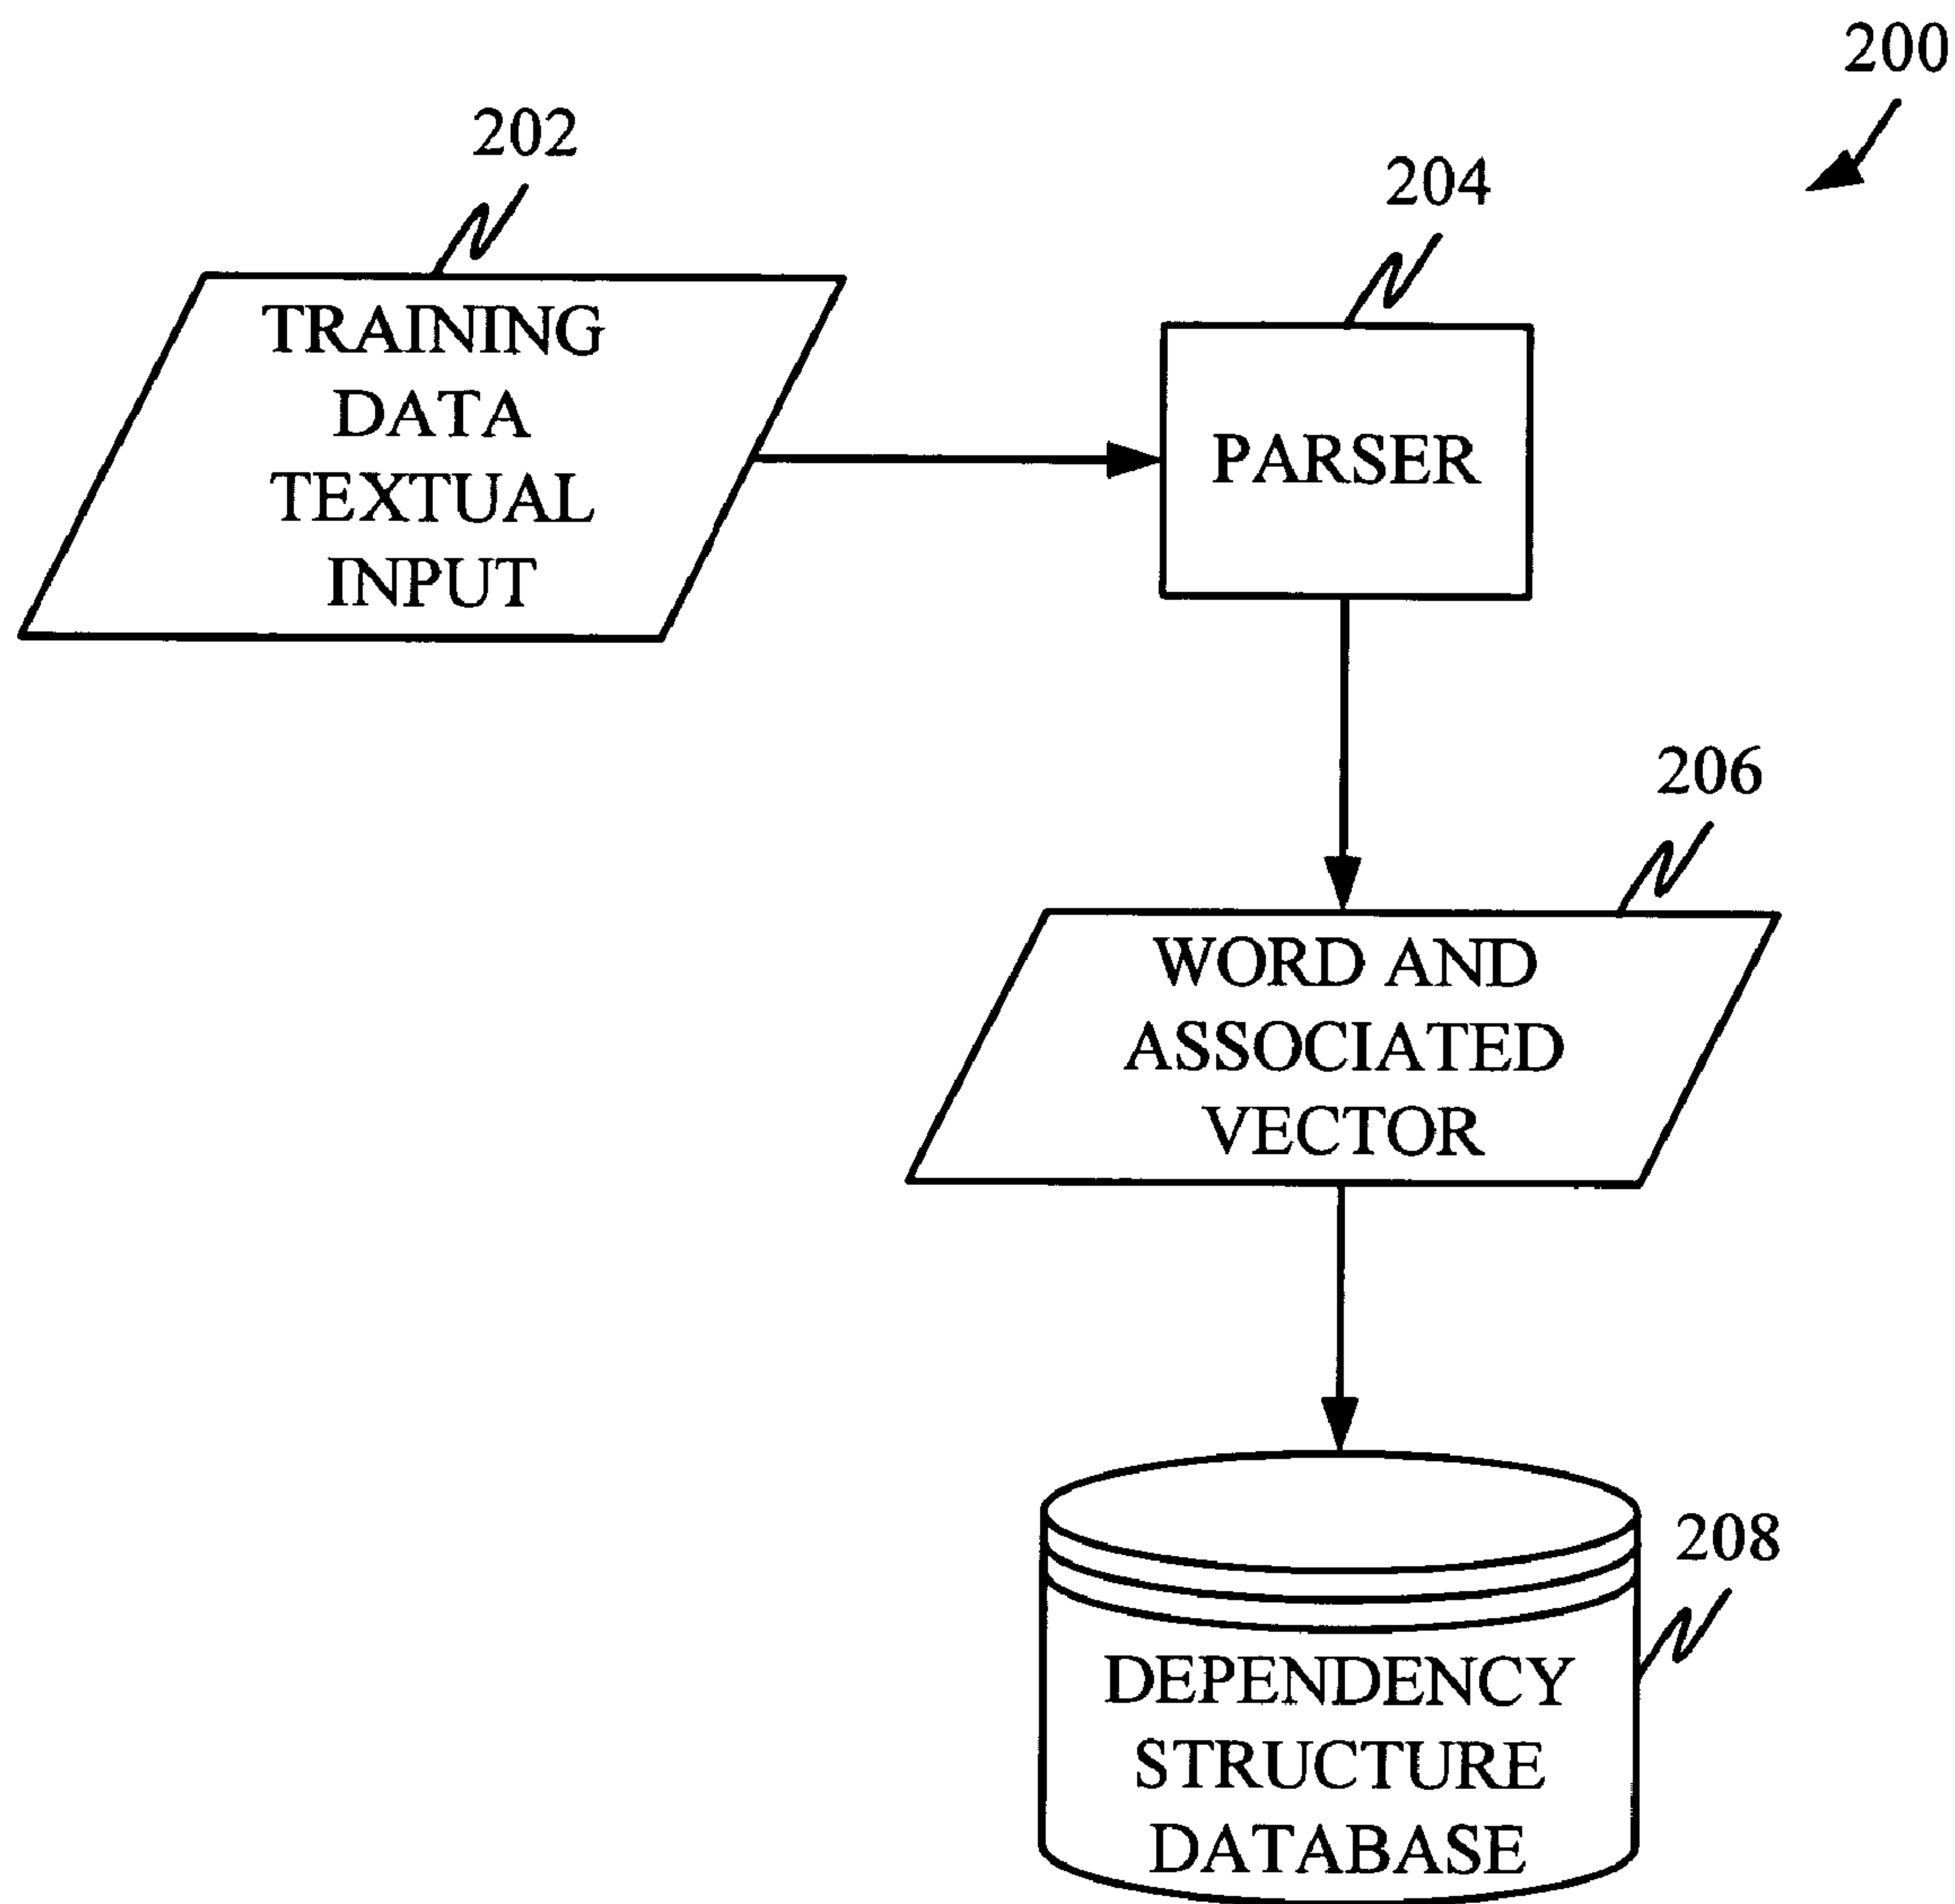 200
202
TRAINING
DATA
TEXTUAL
INPUT
204
PARSER
206
WORD AND
ASSOCIATED
VECTOR
208
DEPENDENCY
STRUCTURE
DATABASE